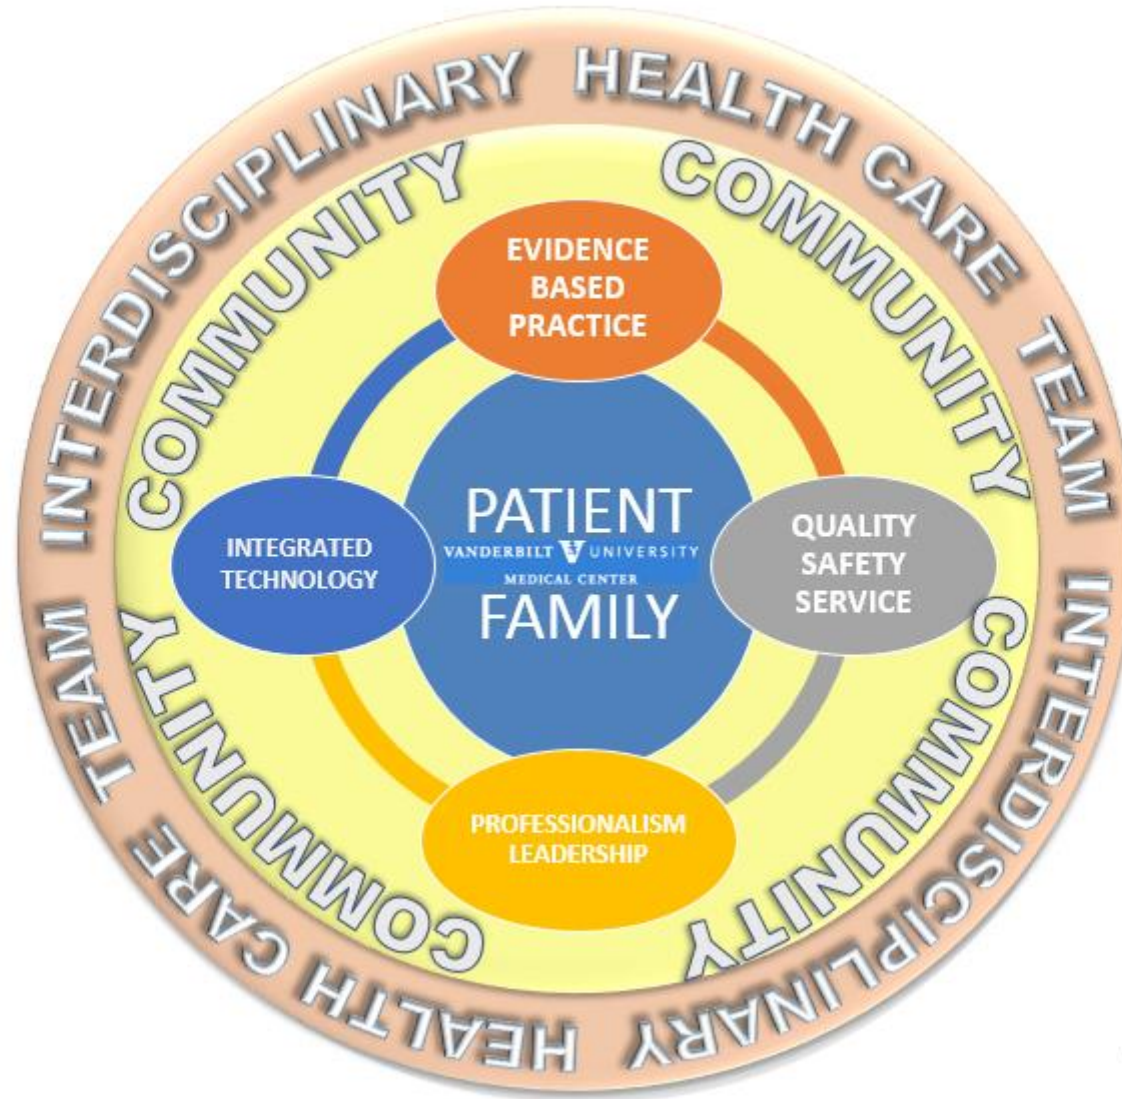 INTERDISCIPLINARY HEALTH CARE TEAM
INTERDISCIPLINARY HEALTH CARE TEAM
COMMUNITY
COMMUNITY
COMMUNITY
COMMUNITY
EVIDENCE
BASED
PRACTICE
INTEGRATED
TECHNOLOGY
PATIENT
VANDERBILT V UNIVERSITY
MEDICAL CENTER
FAMILY
QUALITY
SAFETY
SERVICE
PROFESSIONALISM
LEADERSHIP